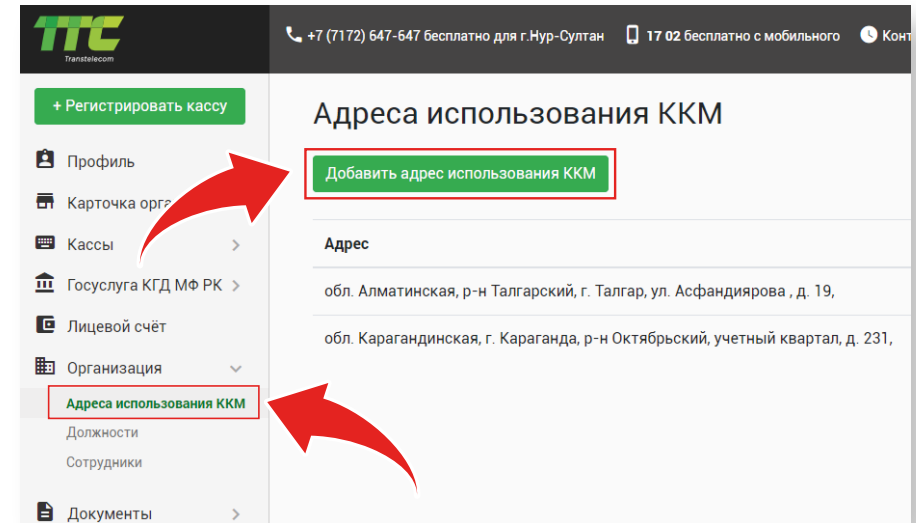 TTC
Transtelecom
+7 (7172) 647-647 бесплатно для г.Нур-Султан
17 02 бесплатно с мобильного
Конт
+ Регистрировать кассу
Профиль
Карточка орга
Кассы
Госуслуга КГД МФ РК
Лицевой счёт
Организация
Адреса использования ККМ
Должности
Сотрудники
Документы
Адреса использования ККМ
Добавить адрес использования ККМ
Адрес
обл. Алматинская, р-н Талгарский, г. Талгар, ул. Асфандиярова , д. 19,
обл. Карагандинская, г. Караганда, р-н Октябрьский, учетный квартал, д. 231,